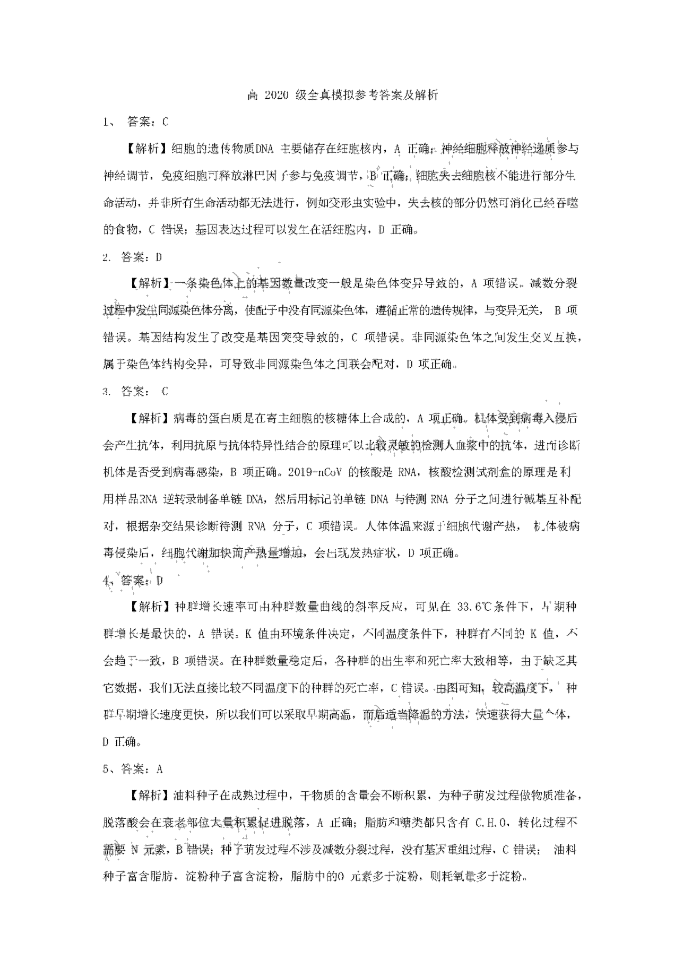 高 2020 级全真模拟参考答案及解析
1、 答案：C
【解析】细胞的遗传物质DNA 主要储存在细胞核内，A 正确；神经细胞释放神经递质参与
神经调节，免疫细胞可释放淋巴因子参与免疫调节，B 正确；细胞失去细胞核不能进行部分生
命活动，并非所有生命活动都无法进行，例如变形虫实验中，失去核的部分仍然可消化已经吞噬
的食物，C 错误；基因表达过程可以发生在活细胞内，D 正确。
2. 答案：D
【解析】一条染色体上的基因数量改变一般是染色体变异导致的，A 项错误。减数分裂
过程中发生同源染色体分离，使配子中没有同源染色体，遵循正常的遗传规律，与变异无关， B 项
错误。基因结构发生了改变是基因突变导致的，C 项错误。非同源染色体之间发生交叉互换，
属于染色体结构变异，可导致非同源染色体之间联会配对，D 项正确。
3. 答案： C
【解析】病毒的蛋白质是在寄主细胞的核糖体上合成的，A 项正确。机体受到病毒入侵后
会产生抗体，利用抗原与抗体特异性结合的原理可以比较灵敏的检测人血浆中的抗体，进而诊断
机体是否受到病毒感染，B 项正确。2019-nCoV 的核酸是 RNA，核酸检测试剂盒的原理是利
用样品RNA 逆转录制备单链 DNA，然后用标记的单链 DNA 与待测 RNA 分子之间进行碱基互补配
对，根据杂交结果诊断待测 RNA 分子，C 项错误。人体体温来源于细胞代谢产热， 机体被病
毒侵染后，细胞代谢加快而产热量增加，会出现发热症状，D 项正确。
4、答案：D
【解析】种群增长速率可由种群数量曲线的斜率反应，可见在 33.6℃条件下，早期种
群增长是最快的，A 错误。K 值由环境条件决定，不同温度条件下，种群有不同的 K 值，不
会趋于一致，B 项错误。在种群数量稳定后，各种群的出生率和死亡率大致相等，由于缺乏其
它数据，我们无法直接比较不同温度下的种群的死亡率，C 错误。由图可知，较高温度下， 种
群早期增长速度更快，所以我们可以采取早期高温，而后适当降温的方法，快速获得大量个体，
D 正确。
5、答案：A
【解析】油料种子在成熟过程中，干物质的含量会不断积累，为种子萌发过程做物质准备，
脱落酸会在衰老部位大量积累促进脱落，A 正确；脂肪和糖类都只含有 C.H.O，转化过程不
需要 N 元素，B 错误；种子萌发过程不涉及减数分裂过程，没有基因重组过程，C 错误； 油料
种子富含脂肪，淀粉种子富含淀粉，脂肪中的O 元素多于淀粉，则耗氧量多于淀粉。